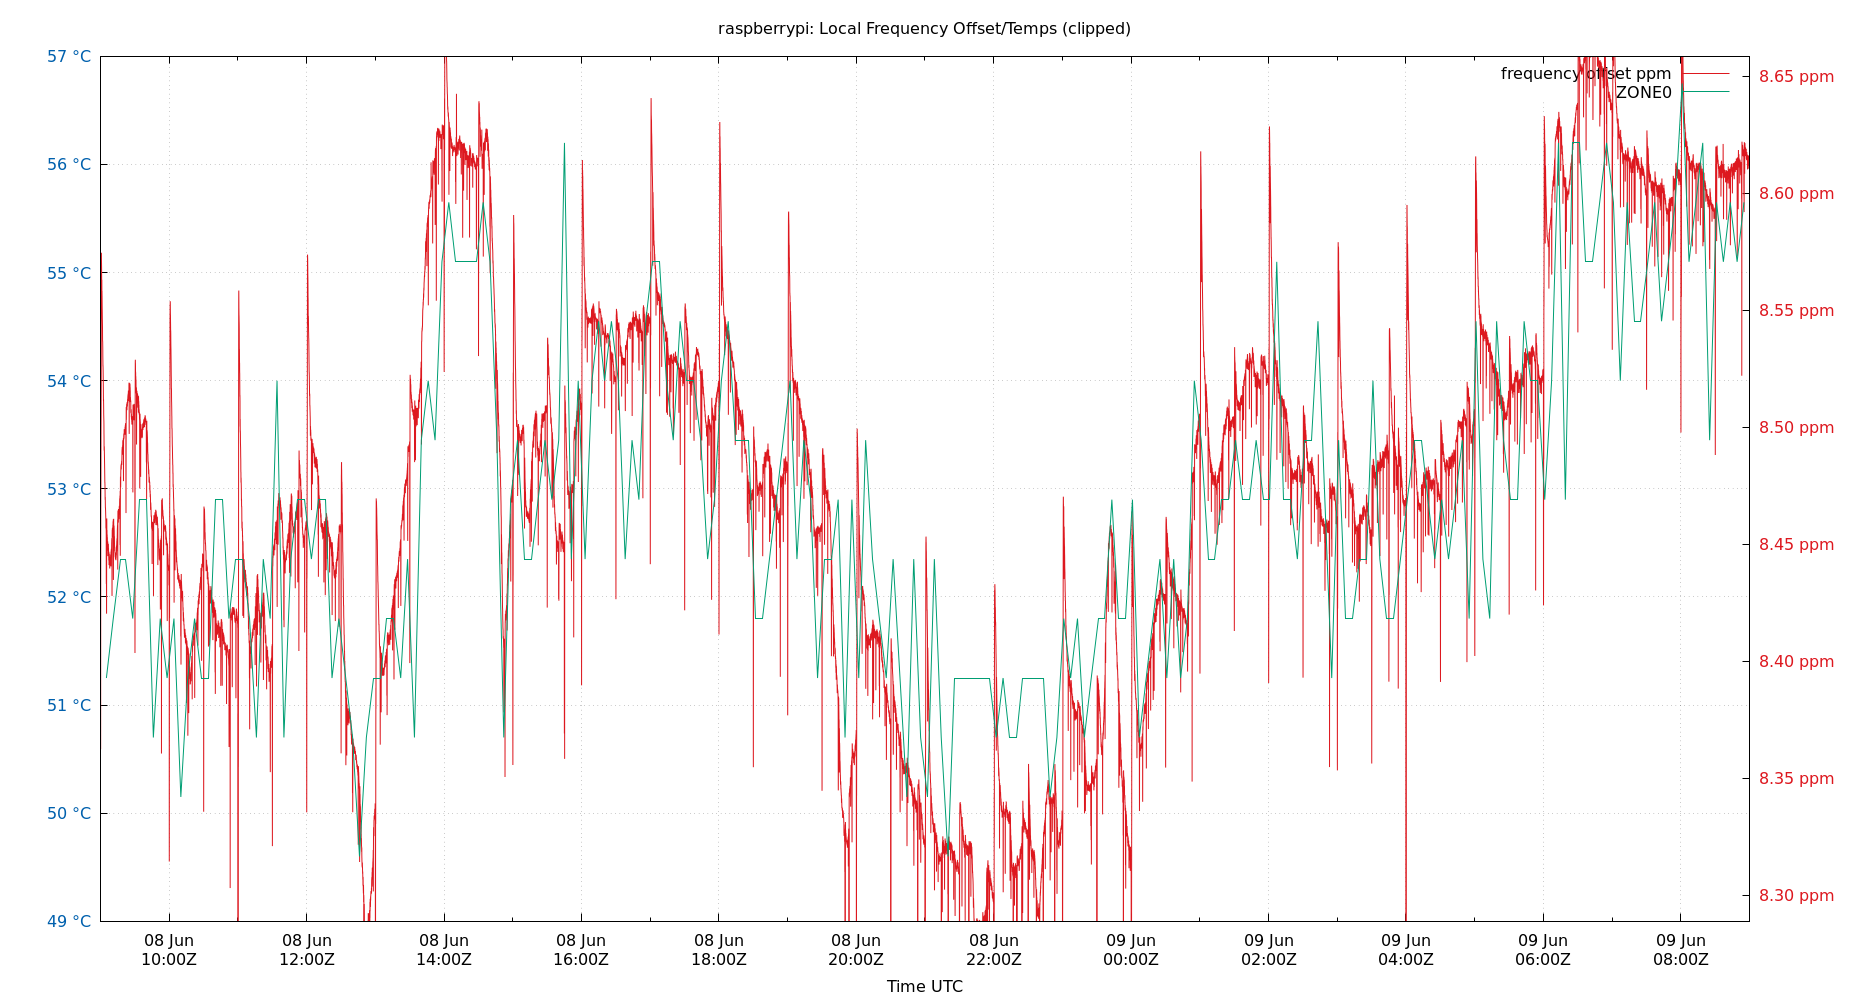 raspberrypi: Local Frequency Offset/Temps (clipped)
frequency offset ppm
ZONE0
57 °C
56 °C
55 °C
54 °C
53 °C
52 °C
51 °C
50 °C
49 °C
8.65 ppm
8.60 ppm
8.55 ppm
8.50 ppm
8.45 ppm
8.40 ppm
8.35 ppm
8.30 ppm
08 Jun 08 Jun 08 Jun 08 Jun 08 Jun 08 Jun 08 Jun 09 Jun 09 Jun 09 Jun 09 Jun 09 Jun
10:00Z 12:00Z 14:00Z 16:00Z 18:00Z 20:00Z 22:00Z 00:00Z 02:00Z 04:00Z 06:00Z 08:00Z
Time UTC